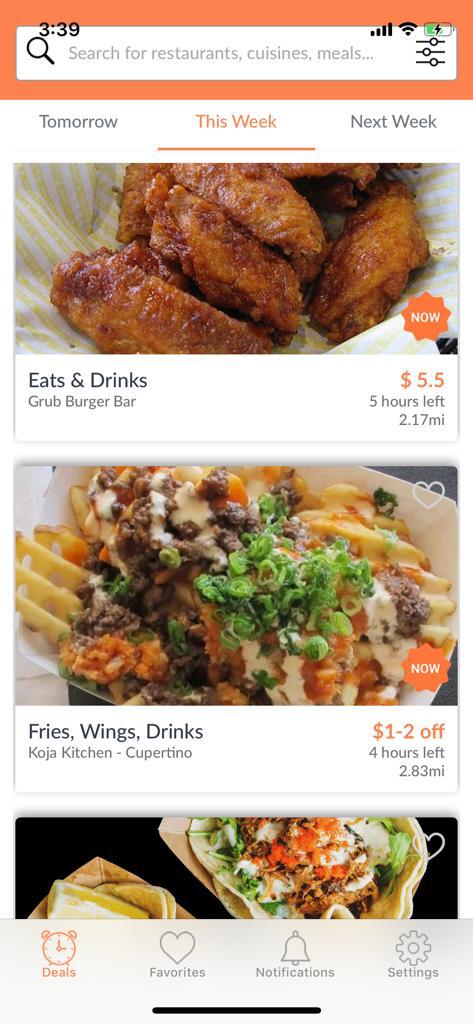 3:39
Search for restaurants, cuisines, meals...
Tomorrow
This Week
Next Week
NOW
Eats & Drinks
$ 5.5
Grub Burger Bar
5 hours left
2.17mi
NOW
Fries, Wings, Drinks
$1-2 off
Koja Kitchen - Cupertino
4 hours left
2.83mi
Deals
Favorites
Notifications
Settings